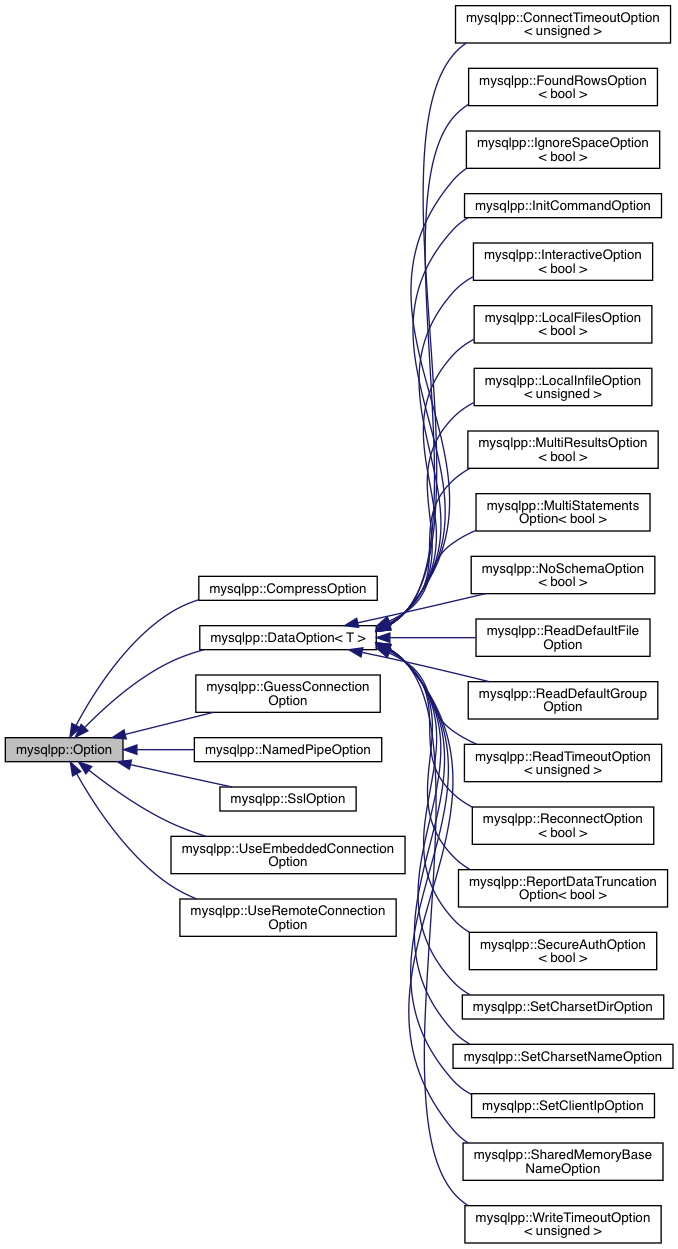 mysqlpp::Option
mysqlpp::CompressOption
mysqlpp::DataOption< T >
mysqlpp::GuessConnection
Option
mysqlpp::NamedPipeOption
mysqlpp::SslOption
mysqlpp::UseEmbeddedConnection
Option
mysqlpp::UseRemoteConnection
Option
mysqlpp::ConnectTimeoutOption
< unsigned >
mysqlpp::FoundRowsOption
< bool >
mysqlpp::IgnoreSpaceOption
< bool >
mysqlpp::InitCommandOption
mysqlpp::InteractiveOption
< bool >
mysqlpp::LocalFilesOption
< bool >
mysqlpp::LocalInfileOption
< unsigned >
mysqlpp::MultiResultsOption
< bool >
mysqlpp::MultiStatements
Option< bool >
mysqlpp::NoSchemaOption
< bool >
mysqlpp::ReadDefaultFile
Option
mysqlpp::ReadDefaultGroup
Option
mysqlpp::ReadTimeoutOption
< unsigned >
mysqlpp::ReconnectOption
< bool >
mysqlpp::ReportDataTruncation
Option< bool >
mysqlpp::SecureAuthOption
< bool >
mysqlpp::SetCharsetDirOption
mysqlpp::SetCharsetNameOption
mysqlpp::SetClientIpOption
mysqlpp::SharedMemoryBase
NameOption
mysqlpp::WriteTimeoutOption
< unsigned >